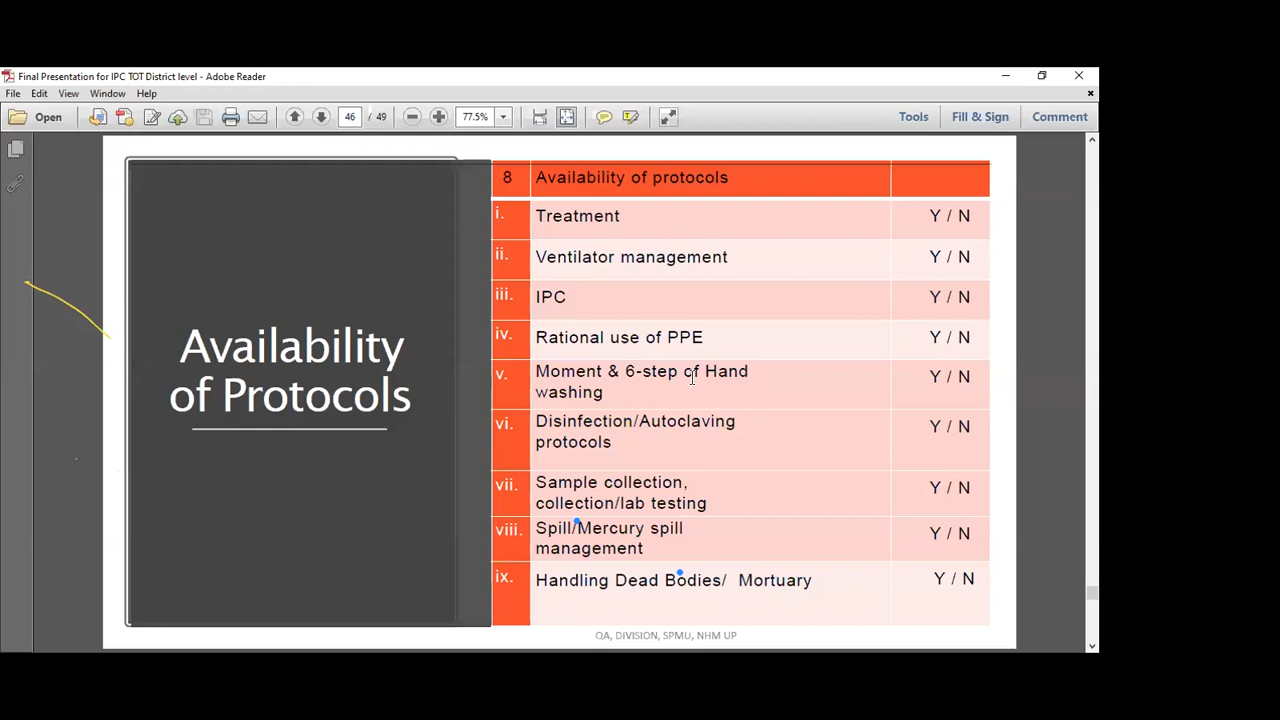 Final Presentation for IPC TOT District level - Adobe Reader
File Edit View Window Help
Open 46 / 49 77.5% Tools Fill & Sign Comment
Availability
of Protocols
8 Availability of protocols
i. Treatment Y / N
ii. Ventilator management Y / N
iii. IPC Y / N
iv. Rational use of PPE Y / N
v. Moment & 6-step of Hand
washing Y / N
vi. Disinfection/Autoclaving
protocols Y / N
vii. Sample collection,
collection/lab testing Y / N
viii. Spill/Mercury spill
management Y / N
ix. Handling Dead Bodies/ Mortuary Y / N
QA, DIVISION, SPMU, NHM UP